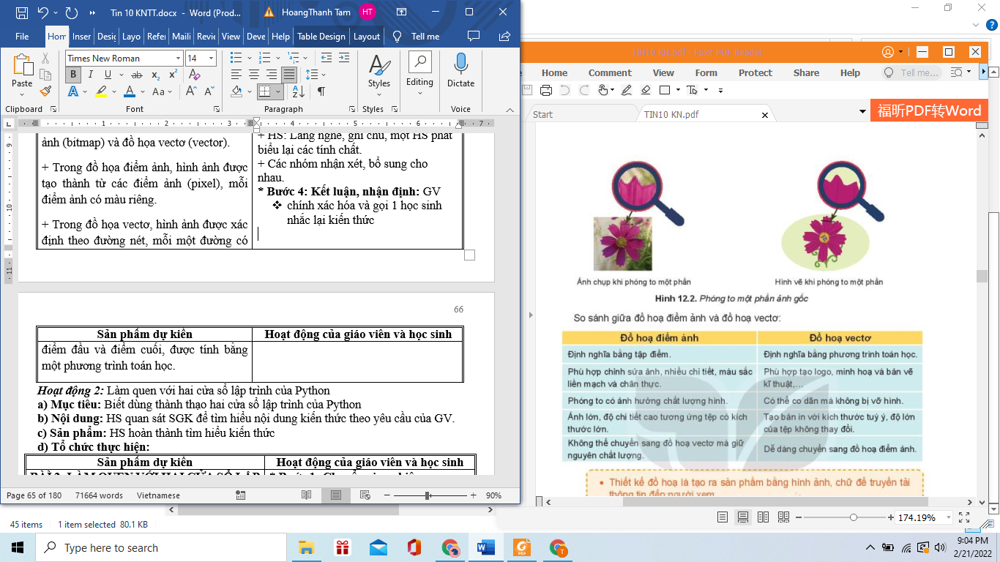 Tin 10 KNTT.docx - Word (Prod...
HoangThanh Tam
HT
File Hom Inser Desig Layo Refer Maili Revie View Deve Help Table Design Layout Tell me
Paste
Clipboard
Times New Roman 14
B I U ab x₂ x²
A A Aa A A
Font
Paragraph
Styles
Styles
Editing
Dictate
Voice
ảnh (bitmap) và đồ họa vectơ (vector).
+ Trong đồ họa điểm ảnh, hình ảnh được
tạo thành từ các điểm ảnh (pixel), mỗi
điểm ảnh có màu riêng.
+ Trong đồ họa vectơ, hình ảnh được xác
định theo đường nét, mỗi một đường có
+ HS: Lắng nghe, ghi chú, một HS phát
biểu lại các tính chất.
+ Các nhóm nhận xét, bổ sung cho
nhau.
* Bước 4: Kết luận, nhận định: GV
❖ chính xác hóa và gọi 1 học sinh
nhắc lại kiến thức
66
Sản phẩm dự kiến Hoạt động của giáo viên và học sinh
điểm đầu và điểm cuối, được tính bằng
một phương trình toán học.
Hoạt động 2: Làm quen với hai cửa sổ lập trình của Python
a) Mục tiêu: Biết dùng thành thạo hai cửa sổ lập trình của Python
b) Nội dung: HS quan sát SGK để tìm hiểu nội dung kiến thức theo yêu cầu của GV.
c) Sản phẩm: HS hoàn thành tìm hiểu kiến thức
d) Tổ chức thực hiện:
Sản phẩm dự kiến Hoạt động của giáo viên và học sinh
Page 65 of 180 71664 words Vietnamese 90%
45 items 1 item selected 80.1 KB
TIN10 KN.pdf - Foxit PDF Reader
Home Comment View Form Protect Share Help Tell me...
Start TIN10 KN.pdf
福昕PDF转Word
Ảnh chụp khi phóng to một phần
Hình vẽ khi phóng to một phần
Hình 12.2. Phóng to một phần ảnh gốc
So sánh giữa đồ hoạ điểm ảnh và đồ hoạ vectơ:
Đồ hoạ điểm ảnh Đồ hoạ vectơ
Định nghĩa bằng tập điểm. Định nghĩa bằng phương trình toán học.
Phù hợp chỉnh sửa ảnh, nhiều chi tiết, màu sắc
liền mạch và chân thực.
Phù hợp tạo logo, minh hoạ và bản vẽ
kĩ thuật,...
Phóng to có ảnh hưởng chất lượng hình. Có thể co dãn mà không bị vỡ hình.
Ảnh lớn, độ chi tiết cao tương ứng tệp có kích
thước lớn.
Tạo bản in với kích thước tuỳ ý, độ lớn
của tệp không thay đổi.
Không thể chuyển sang đồ hoạ vectơ mà giữ
nguyên chất lượng.
Dễ dàng chuyển sang đồ hoạ điểm ảnh.
• Thiết kế đồ hoạ là tạo ra sản phẩm bằng hình ảnh, chữ để truyền tải
thông tin đến người xem
174.19%
Type here to search
9:04 PM
2/21/2022